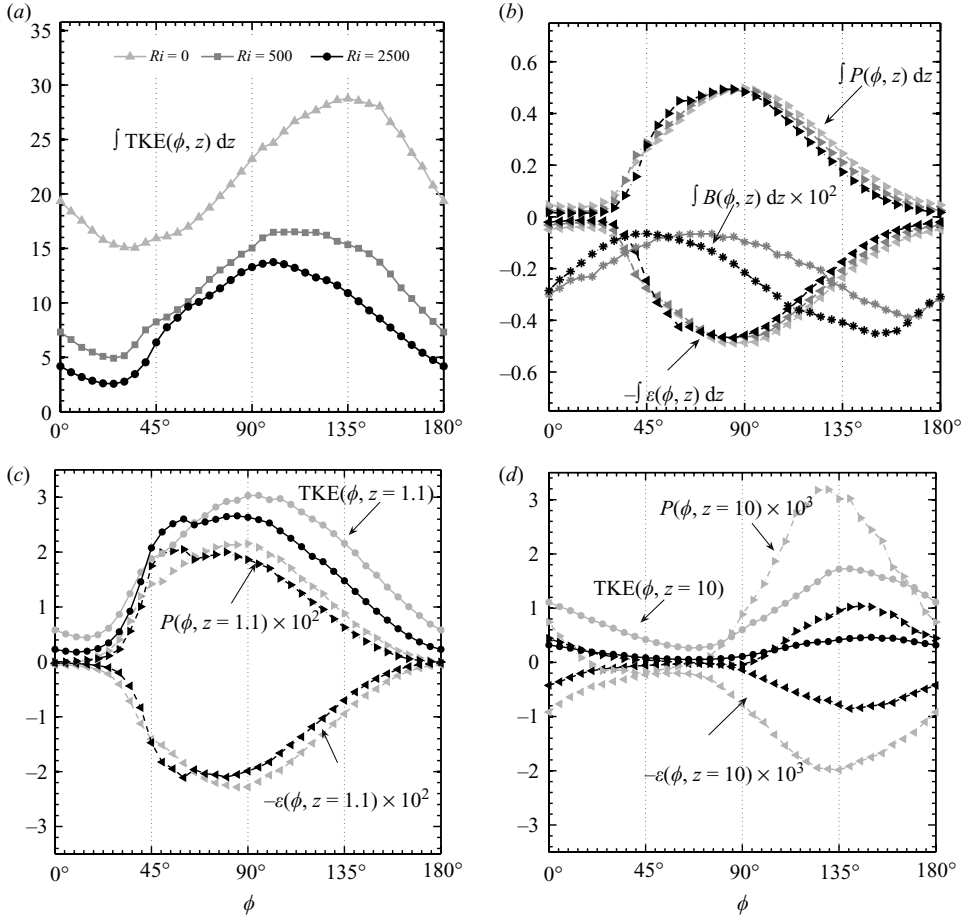 (a)
35
30
25
20
15
10
5
0
Ri = 0 Ri = 500 Ri = 2500
∫ TKE(ϕ, z) dz
0° 45° 90° 135° 180°
(b)
0.6
0.4
0.2
0
–0.2
–0.4
–0.6
∫ P(ϕ, z) dz
∫ B(ϕ, z) dz × 10²
–∫ ε(ϕ, z) dz
0° 45° 90° 135° 180°
(c)
3
2
1
0
–1
–2
–3
TKE(ϕ, z = 1.1)
P(ϕ, z = 1.1) × 10²
–ε(ϕ, z = 1.1) × 10²
0° 45° 90° 135° 180°
ϕ
(d)
3
2
1
0
–1
–2
–3
P(ϕ, z = 10) × 10³
TKE(ϕ, z = 10)
–ε(ϕ, z = 10) × 10³
0° 45° 90° 135° 180°
ϕ